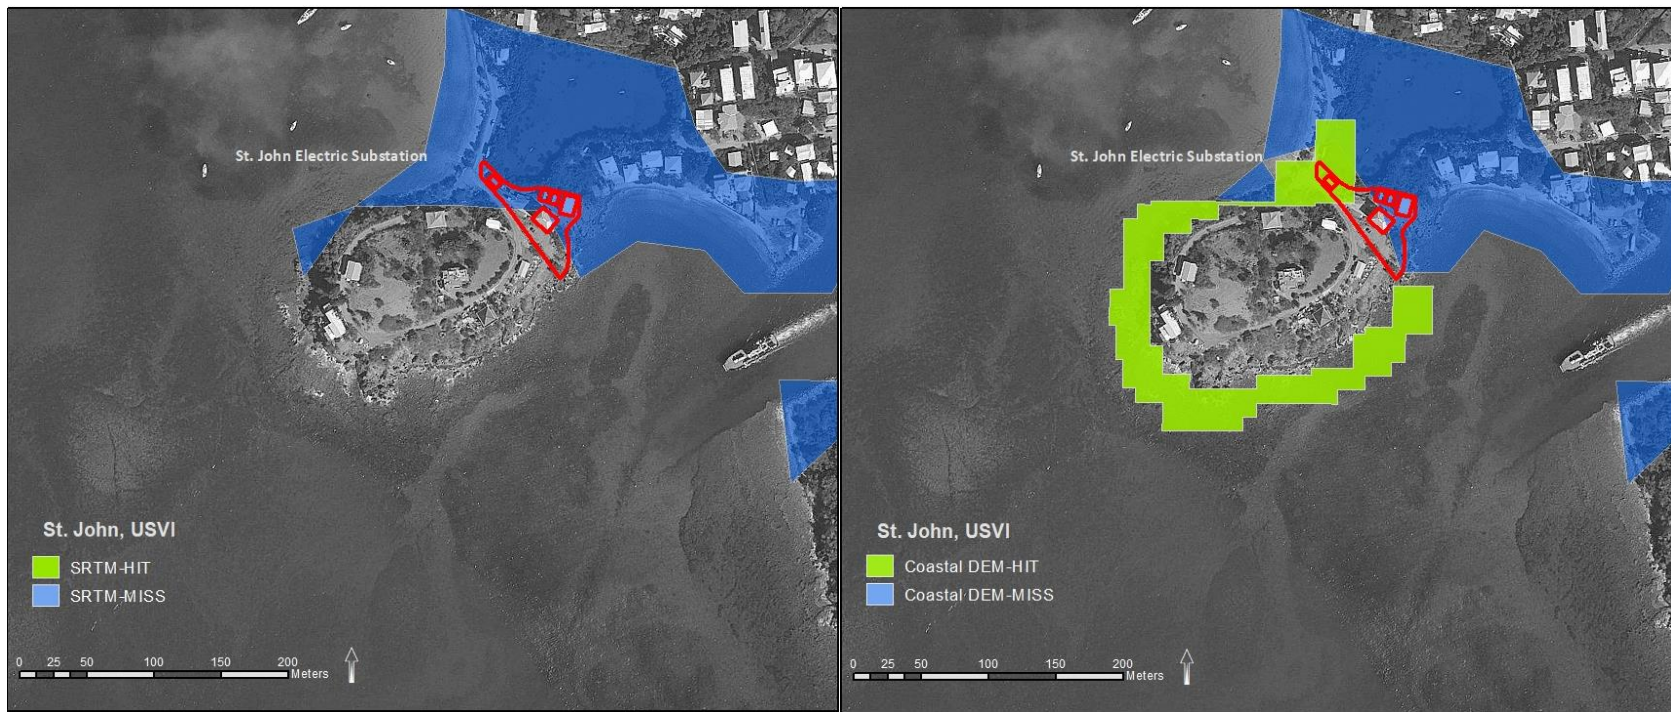 St. John Electric Substation
St. John, USVI
SRTM-HIT
SRTM-MISS
0 25 50 100 150 200
Meters
St. John Electric Substation
St. John, USVI
Coastal DEM-HIT
Coastal DEM-MISS
0 25 50 100 150 200
Meters